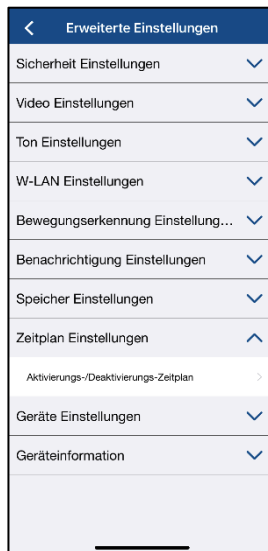 Erweiterte Einstellungen
Sicherheit Einstellungen
Video Einstellungen
Ton Einstellungen
W-LAN Einstellungen
Bewegungserkennung Einstellung...
Benachrichtigung Einstellungen
Speicher Einstellungen
Zeitplan Einstellungen
Aktivierungs-/Deaktivierungs-Zeitplan
Geräte Einstellungen
Geräteinformation